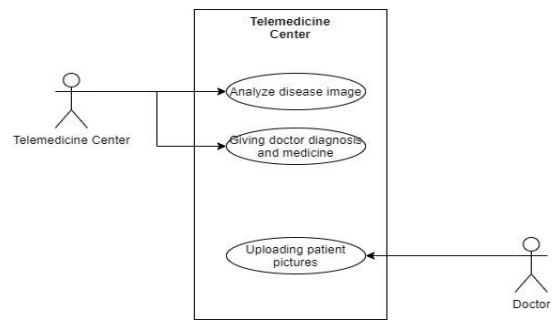 Telemedicine
Center
Analyze disease image
Telemedicine Center
Giving doctor diagnosis
and medicine
Uploading patient
pictures
Doctor